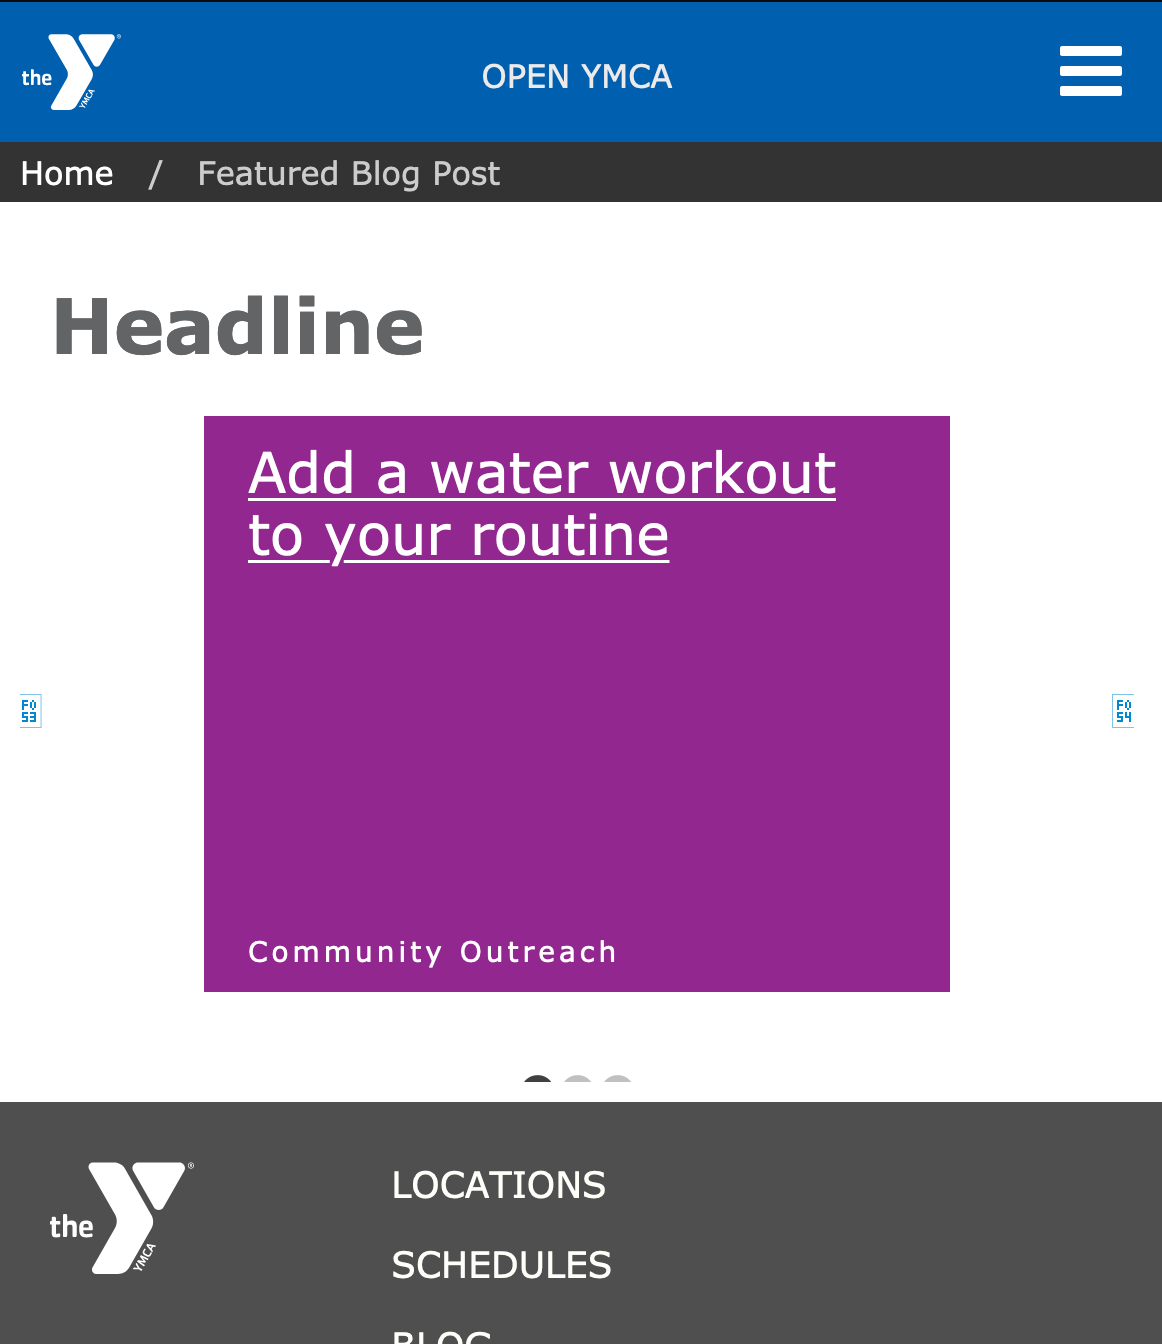 the
YMCA
®
OPEN YMCA
Home / Featured Blog Post
Headline
Add a water workout
to your routine
F0
53
F0
54
Community Outreach
the
YMCA
®
LOCATIONS
SCHEDULES
BLOG